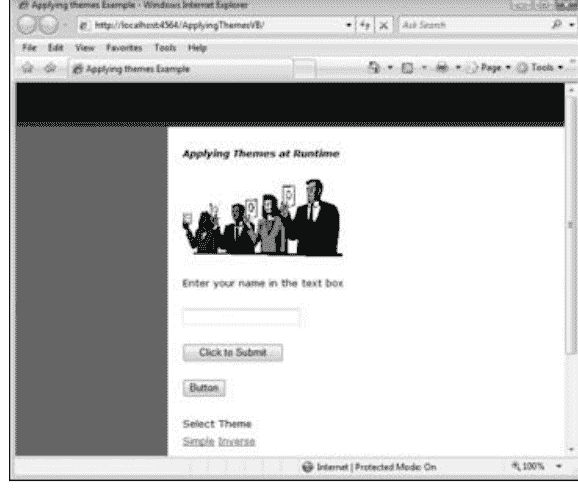 Applying themes Example - Windows Internet Explorer
http://localhost:4564/ApplyingThemesVB/
Ask Search
File Edit View Favorites Tools Help
Applying themes Example
Page Tools
Applying Themes at Runtime
Enter your name in the text box
Click to Submit
Button
Select Theme
Simple Inverse
Internet | Protected Mode: On
100%